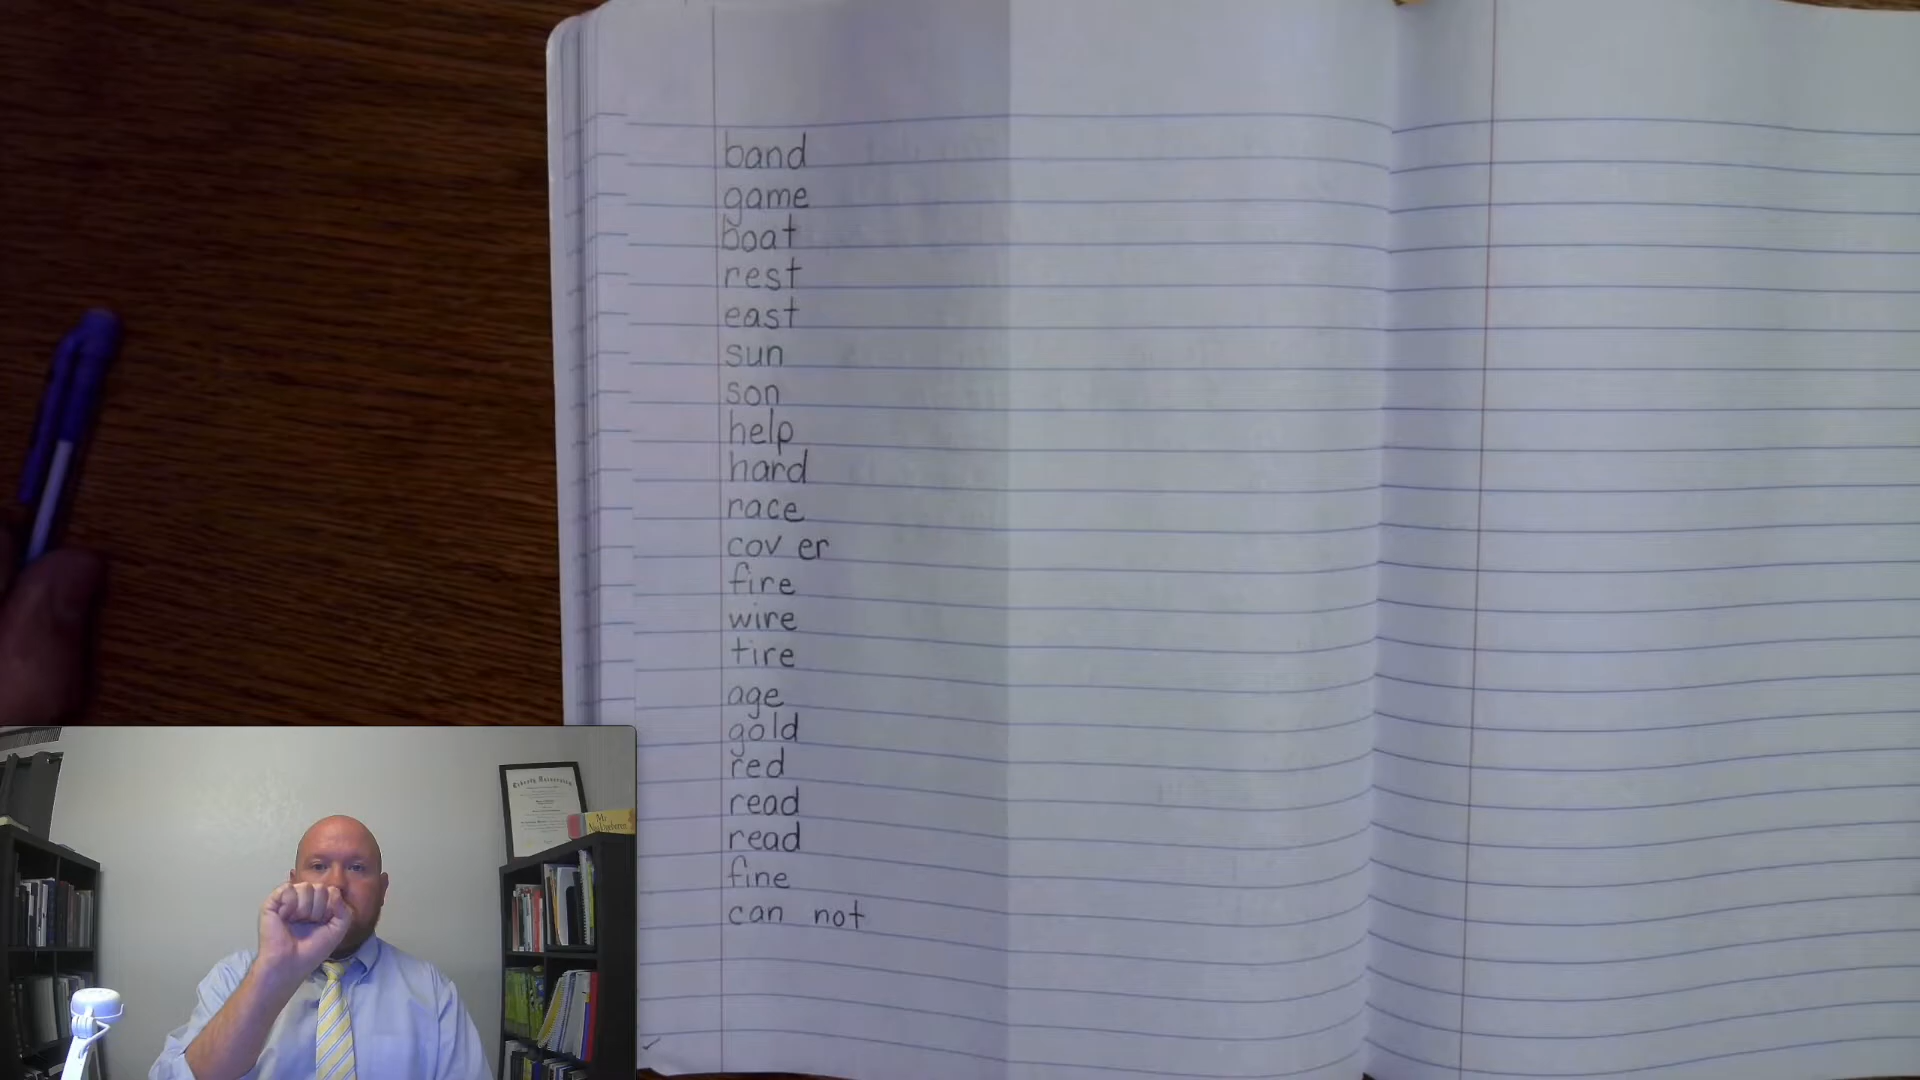 band
game
boat
rest
east
sun
son
help
hard
race
cov er
fire
wire
tire
age
gold
red
read
read
fine
can not